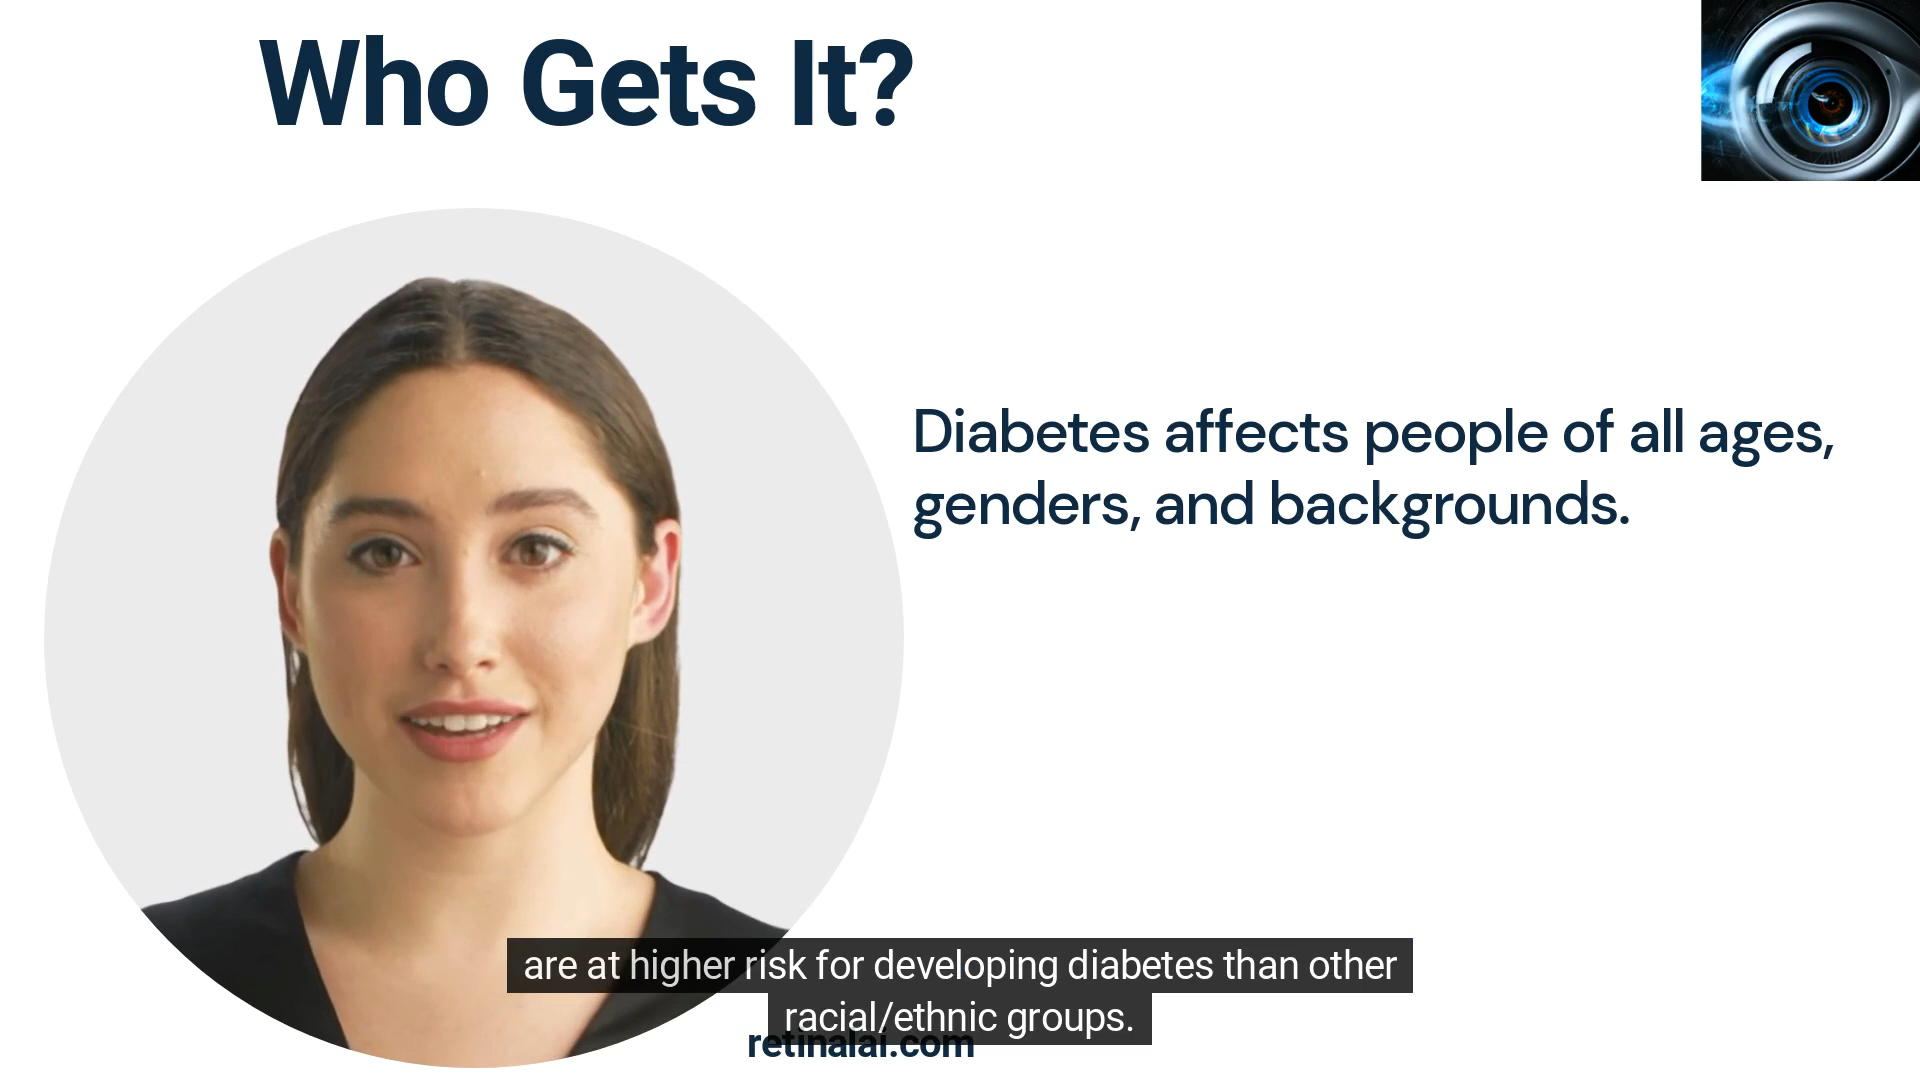 Who Gets It?
Diabetes affects people of all ages,
genders, and backgrounds.
are at higher risk for developing diabetes than other
racial/ethnic groups.
retinalai.com